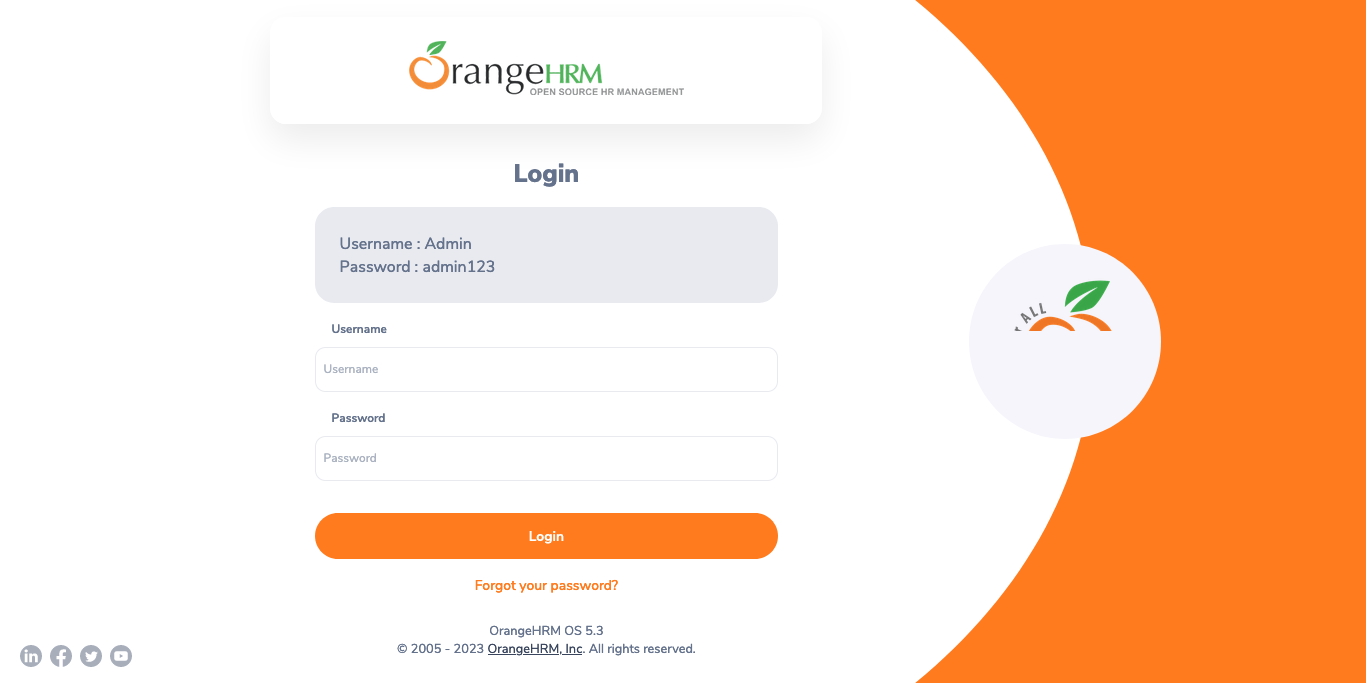 OrangeHRM
OPEN SOURCE HR MANAGEMENT
Login
Username : Admin
Password : admin123
Username
Username
Password
Password
Login
Forgot your password?
OrangeHRM OS 5.3
© 2005 - 2023 OrangeHRM, Inc. All rights reserved.
ALL